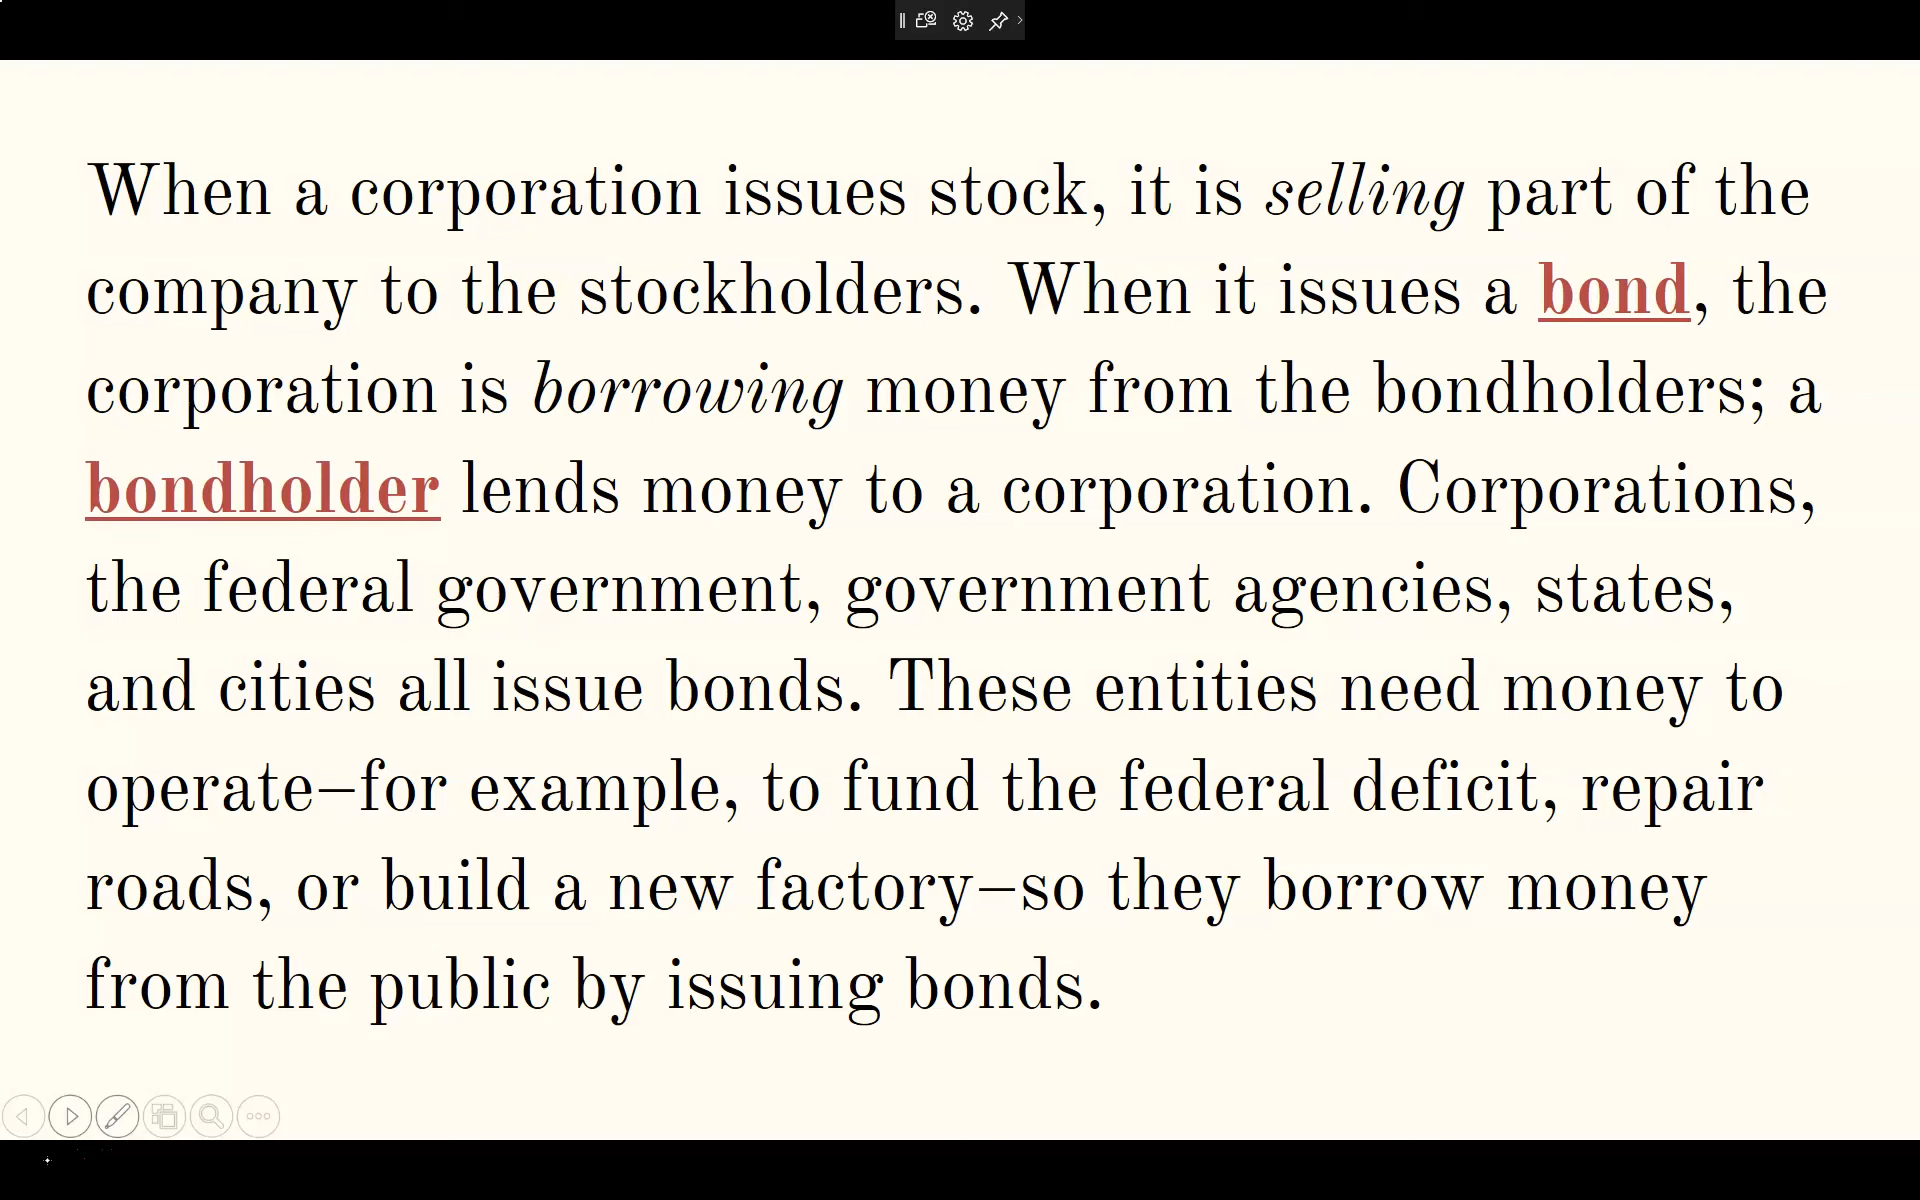 When a corporation issues stock, it is selling part of the
company to the stockholders. When it issues a bond, the
corporation is borrowing money from the bondholders; a
bondholder lends money to a corporation. Corporations,
the federal government, government agencies, states,
and cities all issue bonds. These entities need money to
operate–for example, to fund the federal deficit, repair
roads, or build a new factory–so they borrow money
from the public by issuing bonds.